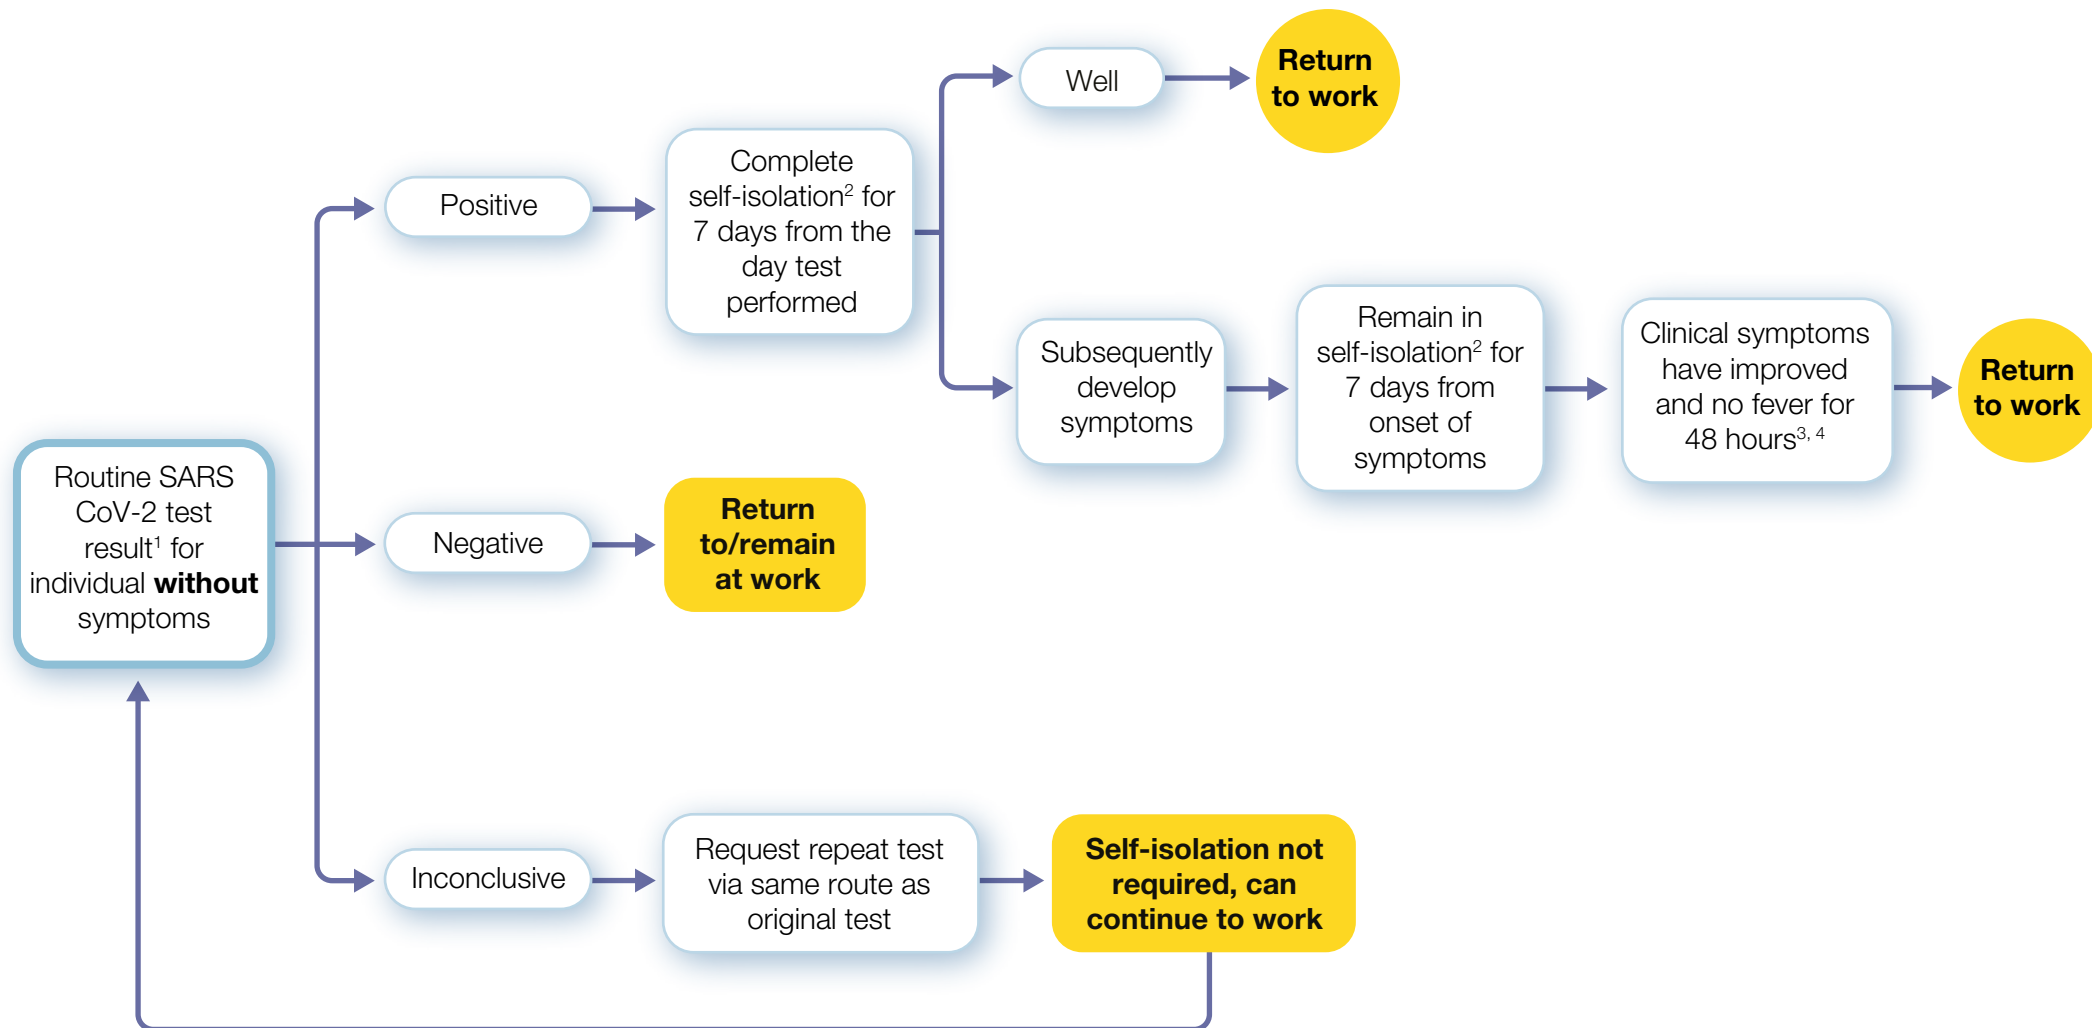 Routine SARS
CoV-2 test
result¹ for
individual without
symptoms
Positive
Complete
self-isolation² for
7 days from the
day test
performed
Well
Return
to work
Subsequently
develop
symptoms
Remain in
self-isolation² for
7 days from
onset of
symptoms
Clinical symptoms
have improved
and no fever for
48 hours³, ⁴
Return
to work
Negative
Return
to/remain
at work
Inconclusive
Request repeat test
via same route as
original test
Self-isolation not
required, can
continue to work